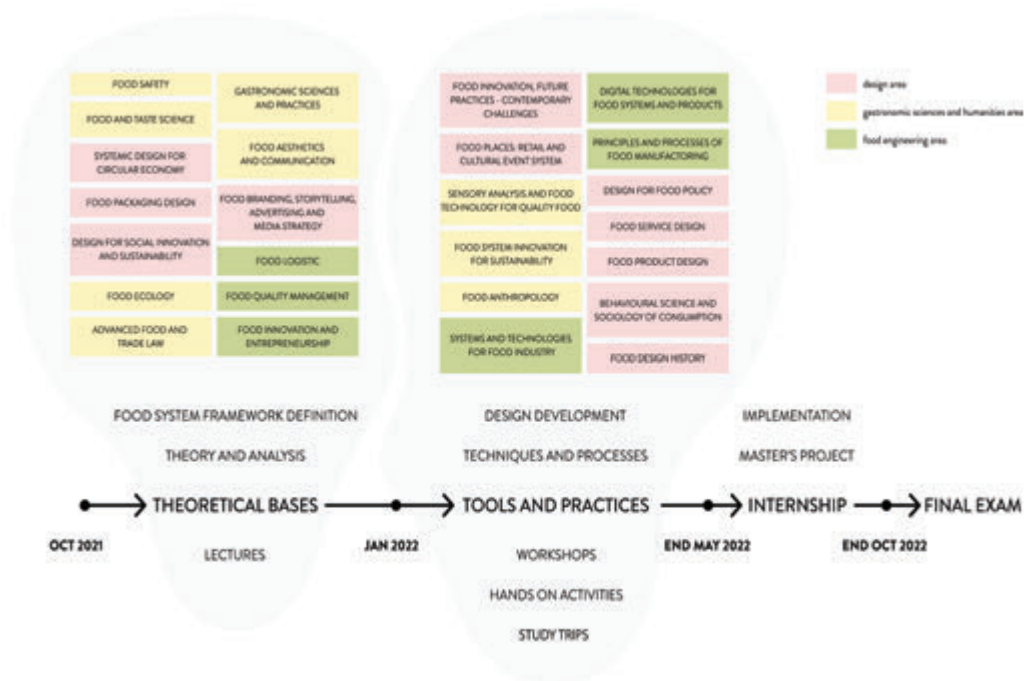 FOOD SAFETY
FOOD AND TASTE SCIENCE
SYSTEMIC DESIGN FOR
CIRCULAR ECONOMY
FOOD PACKAGING DESIGN
DESIGN FOR SOCIAL INNOVATION
AND SUSTAINABILITY
FOOD ECOLOGY
ADVANCED FOOD AND
TRADE LAW
GASTRONOMIC SCIENCES
AND PRACTICES
FOOD AESTHETICS
AND COMMUNICATION
FOOD BRANDING, STORYTELLING,
ADVERTISING AND
MEDIA STRATEGY
FOOD LOGISTIC
FOOD QUALITY MANAGEMENT
FOOD INNOVATION AND
ENTREPRENEURSHIP
FOOD INNOVATION, FUTURE
PRACTICES - CONTEMPORARY
CHALLENGES
FOOD PLACES: RETAIL AND
CULTURAL EVENT SYSTEM
SENSORY ANALYSIS AND FOOD
TECHNOLOGY FOR QUALITY FOOD
FOOD SYSTEM INNOVATION
FOR SUSTAINABILITY
FOOD ANTHROPOLOGY
SYSTEMS AND TECHNOLOGIES
FOR FOOD INDUSTRY
DIGITAL TECHNOLOGIES FOR
FOOD SYSTEMS AND PRODUCTS
PRINCIPLES AND PROCESSES OF
FOOD MANUFACTORING
DESIGN FOR FOOD POLICY
FOOD SERVICE DESIGN
FOOD PRODUCT DESIGN
BEHAVIOURAL SCIENCE AND
SOCIOLOGY OF CONSUMPTION
FOOD DESIGN HISTORY
design area
gastronomic sciences and humanities area
food engineering area
FOOD SYSTEM FRAMEWORK DEFINITION
THEORY AND ANALYSIS
DESIGN DEVELOPMENT
TECHNIQUES AND PROCESSES
IMPLEMENTATION
MASTER'S PROJECT
THEORETICAL BASES
TOOLS AND PRACTICES
INTERNSHIP
FINAL EXAM
OCT 2021
JAN 2022
END MAY 2022
END OCT 2022
LECTURES
WORKSHOPS
HANDS ON ACTIVITIES
STUDY TRIPS